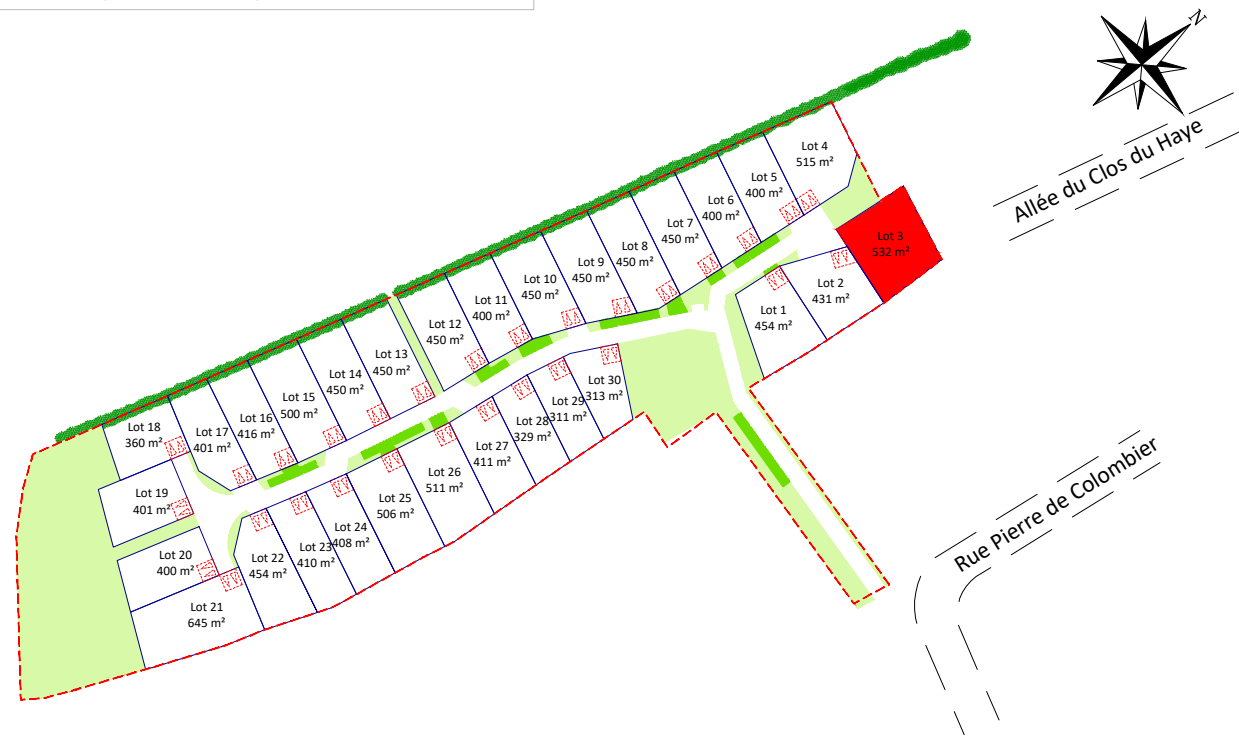 N
Allée du Clos du Haye
Lot 4
515 m²
Lot 5
400 m²
Lot 6
400 m²
Lot 7
450 m²
Lot 8
450 m²
Lot 9
450 m²
Lot 10
450 m²
Lot 11
400 m²
Lot 12
450 m²
Lot 13
450 m²
Lot 14
450 m²
Lot 15
500 m²
Lot 16
416 m²
Lot 17
401 m²
Lot 18
360 m²
Lot 19
401 m²
Lot 20
400 m²
Lot 21
645 m²
Lot 22
454 m²
Lot 23
410 m²
Lot 24
408 m²
Lot 25
506 m²
Lot 26
511 m²
Lot 27
411 m²
Lot 28
329 m²
Lot 29
311 m²
Lot 30
313 m²
Lot 1
454 m²
Lot 2
431 m²
Lot 3
532 m²
Rue Pierre de Colombier